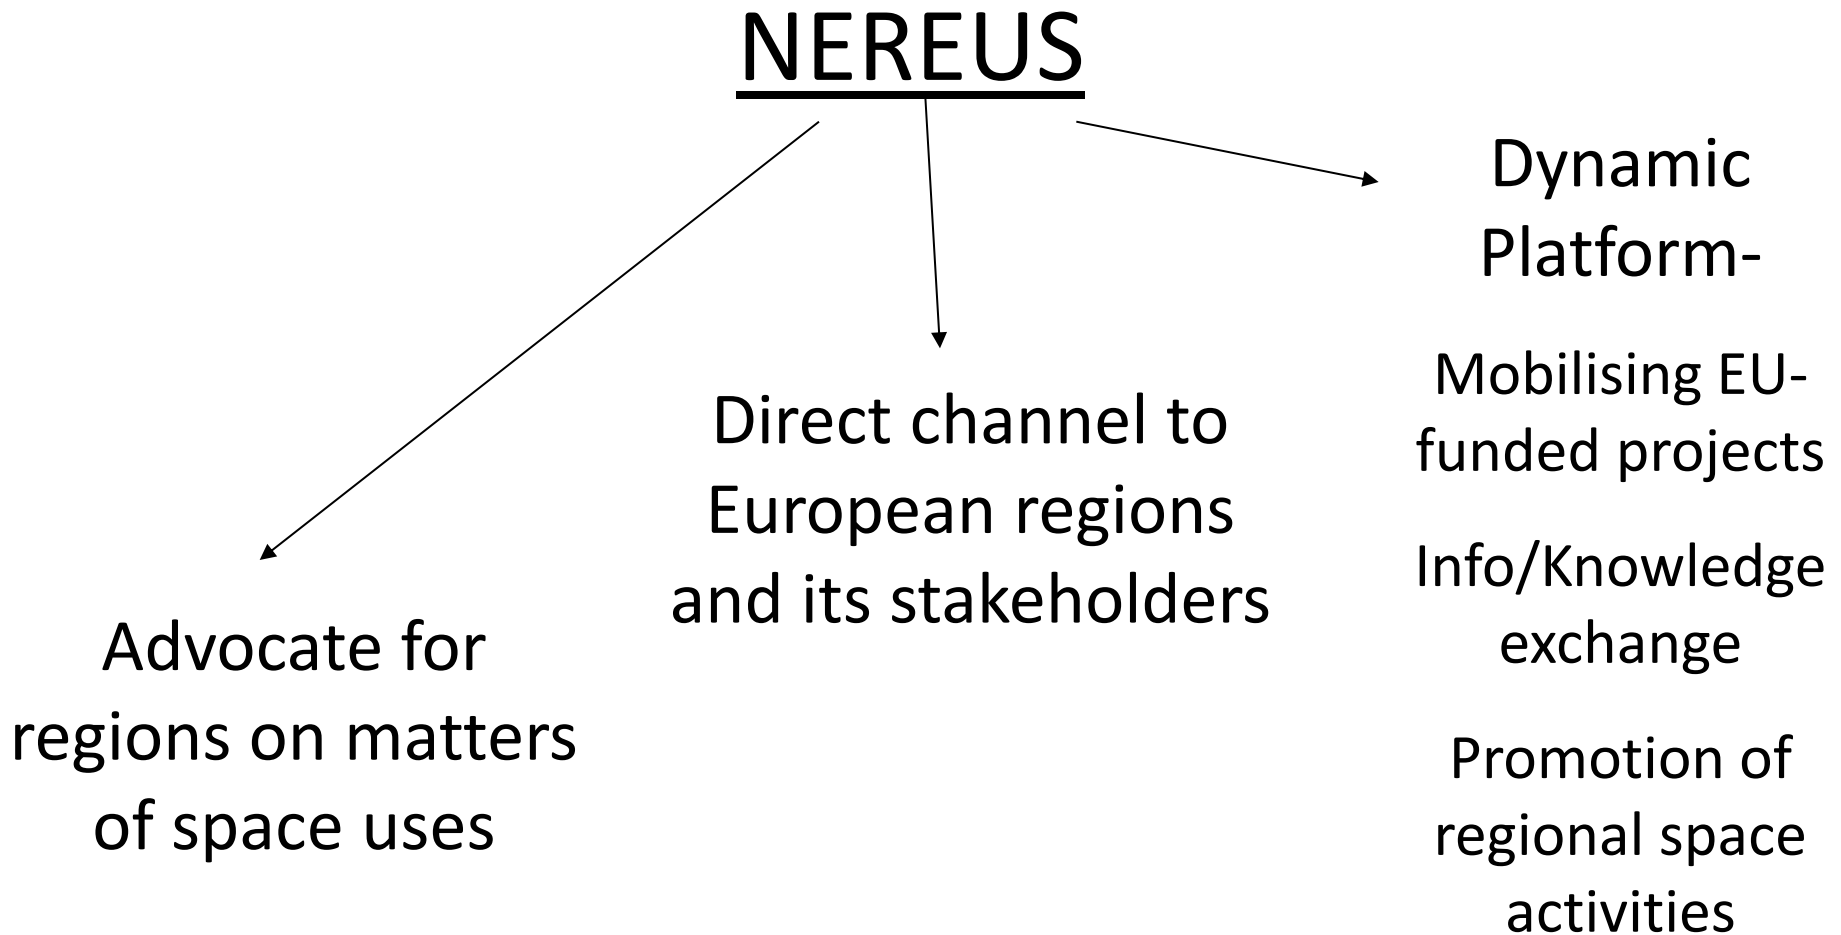 NEREUS
Advocate for
regions on matters
of space uses
Direct channel to
European regions
and its stakeholders
Dynamic
Platform-
Mobilising EU-
funded projects
Info/Knowledge
exchange
Promotion of
regional space
activities